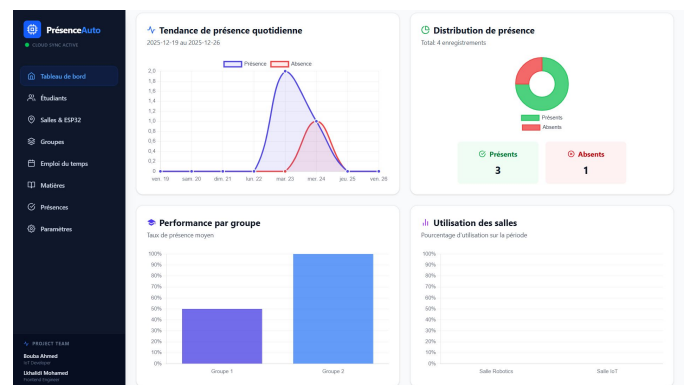 PrésenceAuto
CLOUD SYNC ACTIVE
Tableau de bord
Étudiants
Salles & ESP32
Groupes
Emploi du temps
Matières
Présences
Paramètres
PROJECT TEAM
Bouba Ahmed
IoT Developer
Lkhalidi Mohamed
Frontend Engineer
Tendance de présence quotidienne
2025-12-19 au 2025-12-26
Présence Absence
2,0
1,8
1,6
1,4
1,2
1,0
0,8
0,6
0,4
0,2
0
ven. 19 sam. 20 dim. 21 lun. 22 mar. 23 mer. 24 jeu. 25 ven. 26
Distribution de présence
Total: 4 enregistrements
Présents
Absents
Présents
3
Absents
1
Performance par groupe
Taux de présence moyen
100%
90%
80%
70%
60%
50%
40%
30%
20%
10%
0%
Groupe 1 Groupe 2
Utilisation des salles
Pourcentage d'utilisation sur la période
100%
90%
80%
70%
60%
50%
40%
30%
20%
10%
0%
Salle Robotics Salle IoT